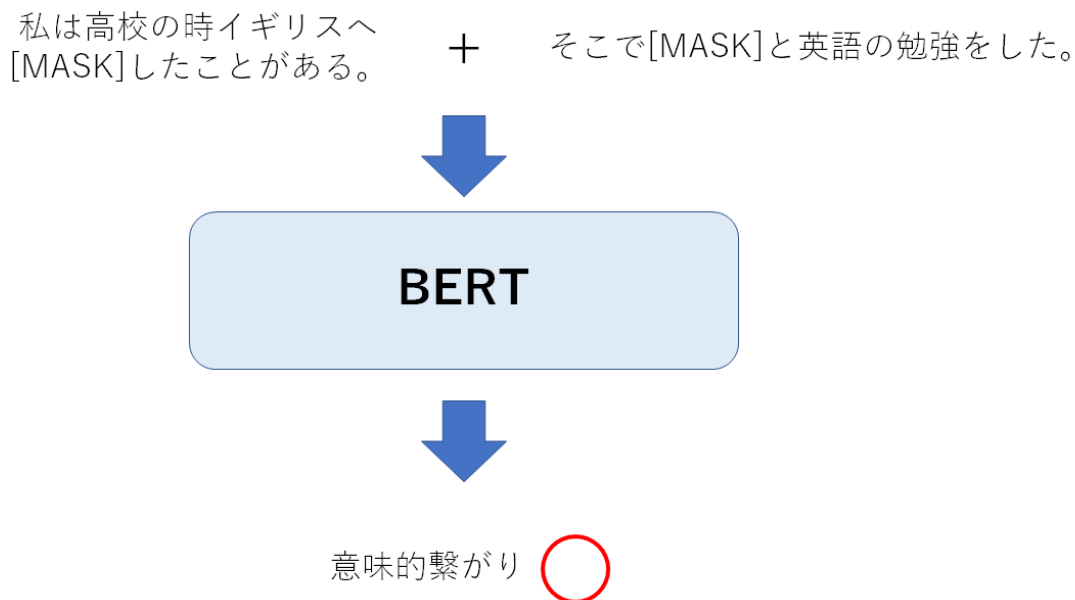 私は高校の時イギリスへ
[MASK]したことがある。
+
そこで[MASK]と英語の勉強をした。
BERT
意味的繋がり